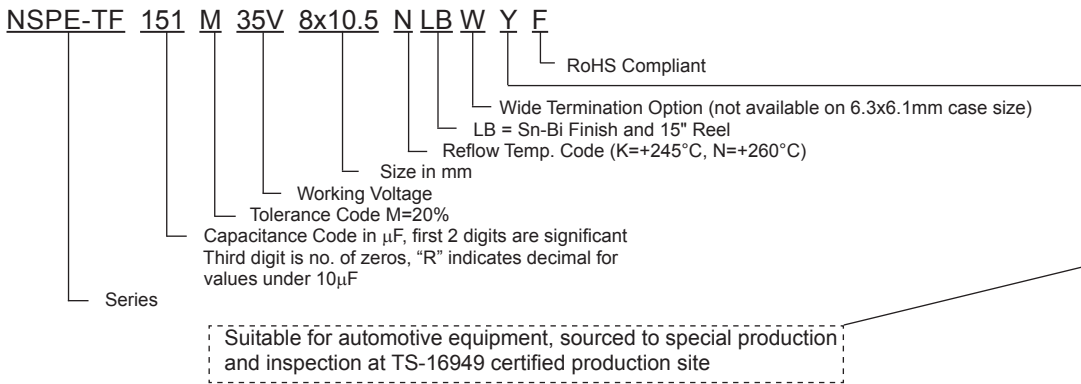 NSPE-TF 151 M 35V 8x10.5 N LB W Y F
RoHS Compliant
Wide Termination Option (not available on 6.3x6.1mm case size)
LB = Sn-Bi Finish and 15" Reel
Reflow Temp. Code (K=+245°C, N=+260°C)
Size in mm
Working Voltage
Tolerance Code M=20%
Capacitance Code in μF, first 2 digits are significant
Third digit is no. of zeros, “R” indicates decimal for
values under 10μF
Series
Suitable for automotive equipment, sourced to special production
and inspection at TS-16949 certified production site